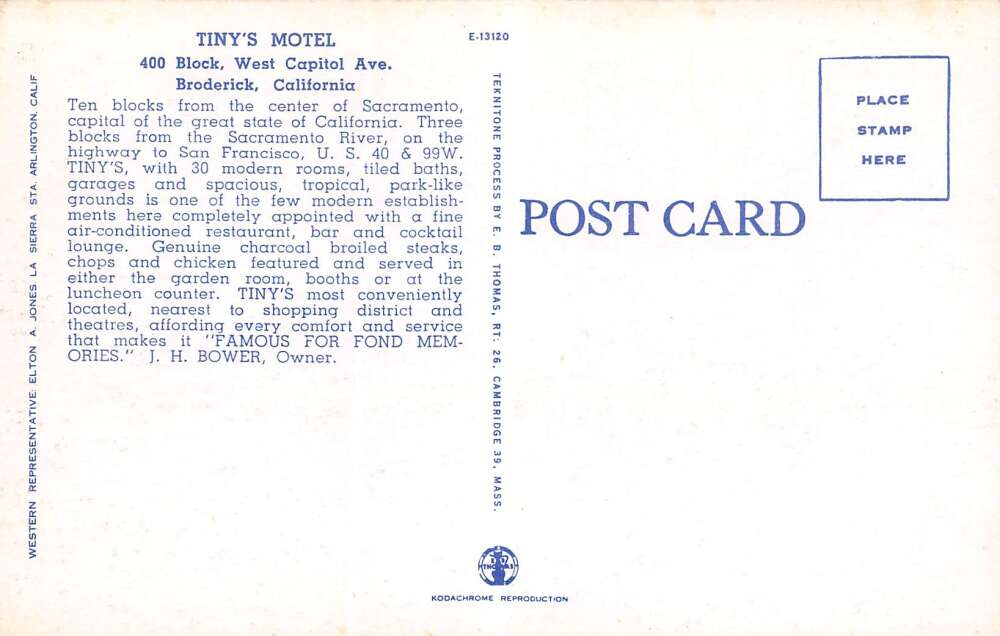 TINY'S MOTEL
400 Block, West Capitol Ave.
Broderick, California
Ten blocks from the center of Sacramento,
capital of the great state of California. Three
blocks from the Sacramento River, on the
highway to San Francisco, U. S. 40 & 99W.
TINY'S, with 30 modern rooms, tiled baths,
garages and spacious, tropical, park-like
grounds is one of the few modern establish-
ments here completely appointed with a fine
air-conditioned restaurant, bar and cocktail
lounge. Genuine charcoal broiled steaks,
chops and chicken featured and served in
either the garden room, booths or at the
luncheon counter. TINY'S most conveniently
located, nearest to shopping district and
theatres, affording every comfort and service
that makes it "FAMOUS FOR FOND MEM-
ORIES." J. H. BOWER, Owner.
WESTERN REPRESENTATIVE: ELTON A. JONES, LA SIERRA STA. ARLINGTON, CALIF
E-13120
TEKNITONE PROCESS BY E. B. THOMAS, RT. 26, CAMBRIDGE 39, MASS.
POST CARD
PLACE
STAMP
HERE
THOMAS
KODACHROME REPRODUCTION